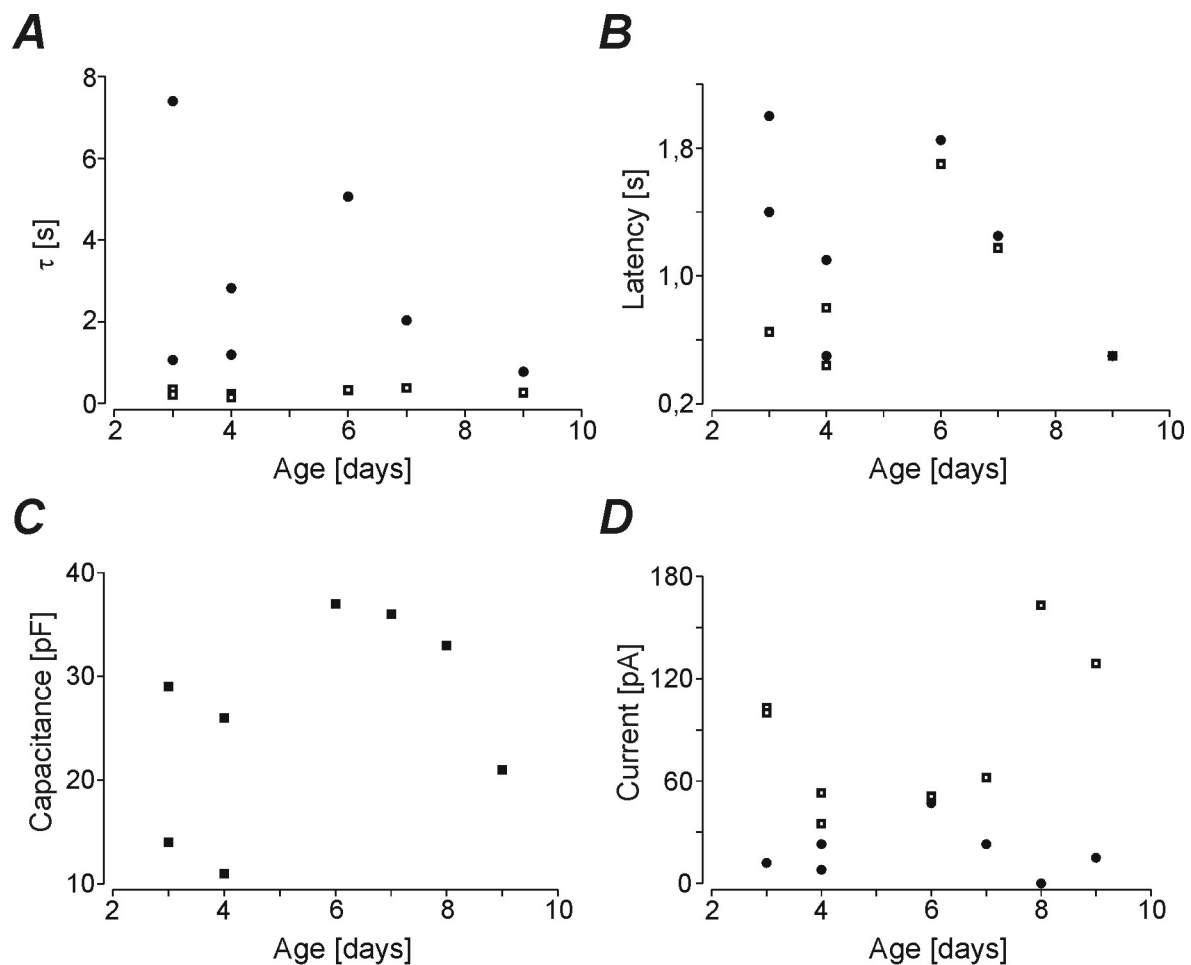 A
8
6
4
2
0
τ [s]
2 4 6 8 10
Age [days]
B
1,8
1,0
0,2
Latency [s]
2 4 6 8 10
Age [days]
C
40
30
20
10
Capacitance [pF]
2 4 6 8 10
Age [days]
D
180
120
60
0
Current [pA]
2 4 6 8 10
Age [days]